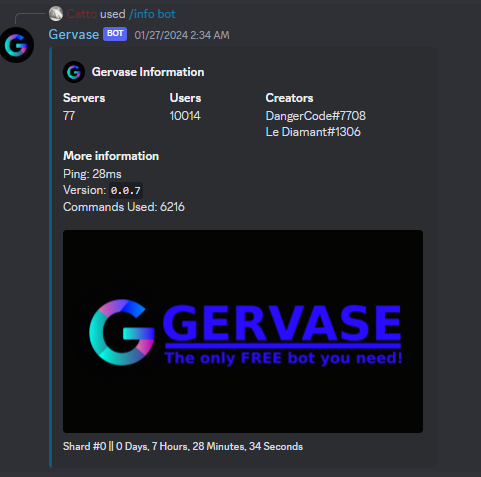 Catto used /info bot
Gervase BOT 01/27/2024 2:34 AM
Gervase Information
Servers Users Creators
77 10014 DangerCode#7708
Le Diamant#1306
More information
Ping: 28ms
Version: 0.0.7
Commands Used: 6216
GERVASE
The only FREE bot you need!
Shard #0 || 0 Days, 7 Hours, 28 Minutes, 34 Seconds